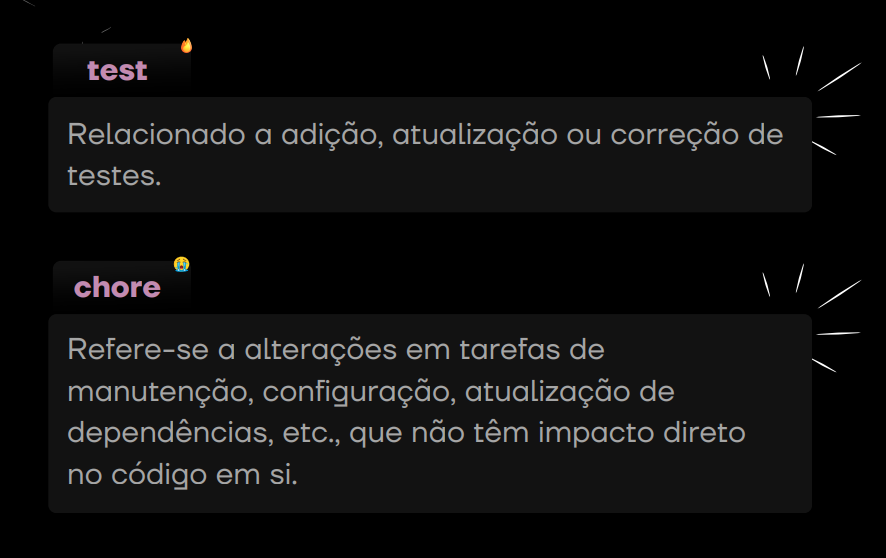 test
Relacionado a adição, atualização ou correção de
testes.
chore
Refere-se a alterações em tarefas de
manutenção, configuração, atualização de
dependências, etc., que não têm impacto direto
no código em si.